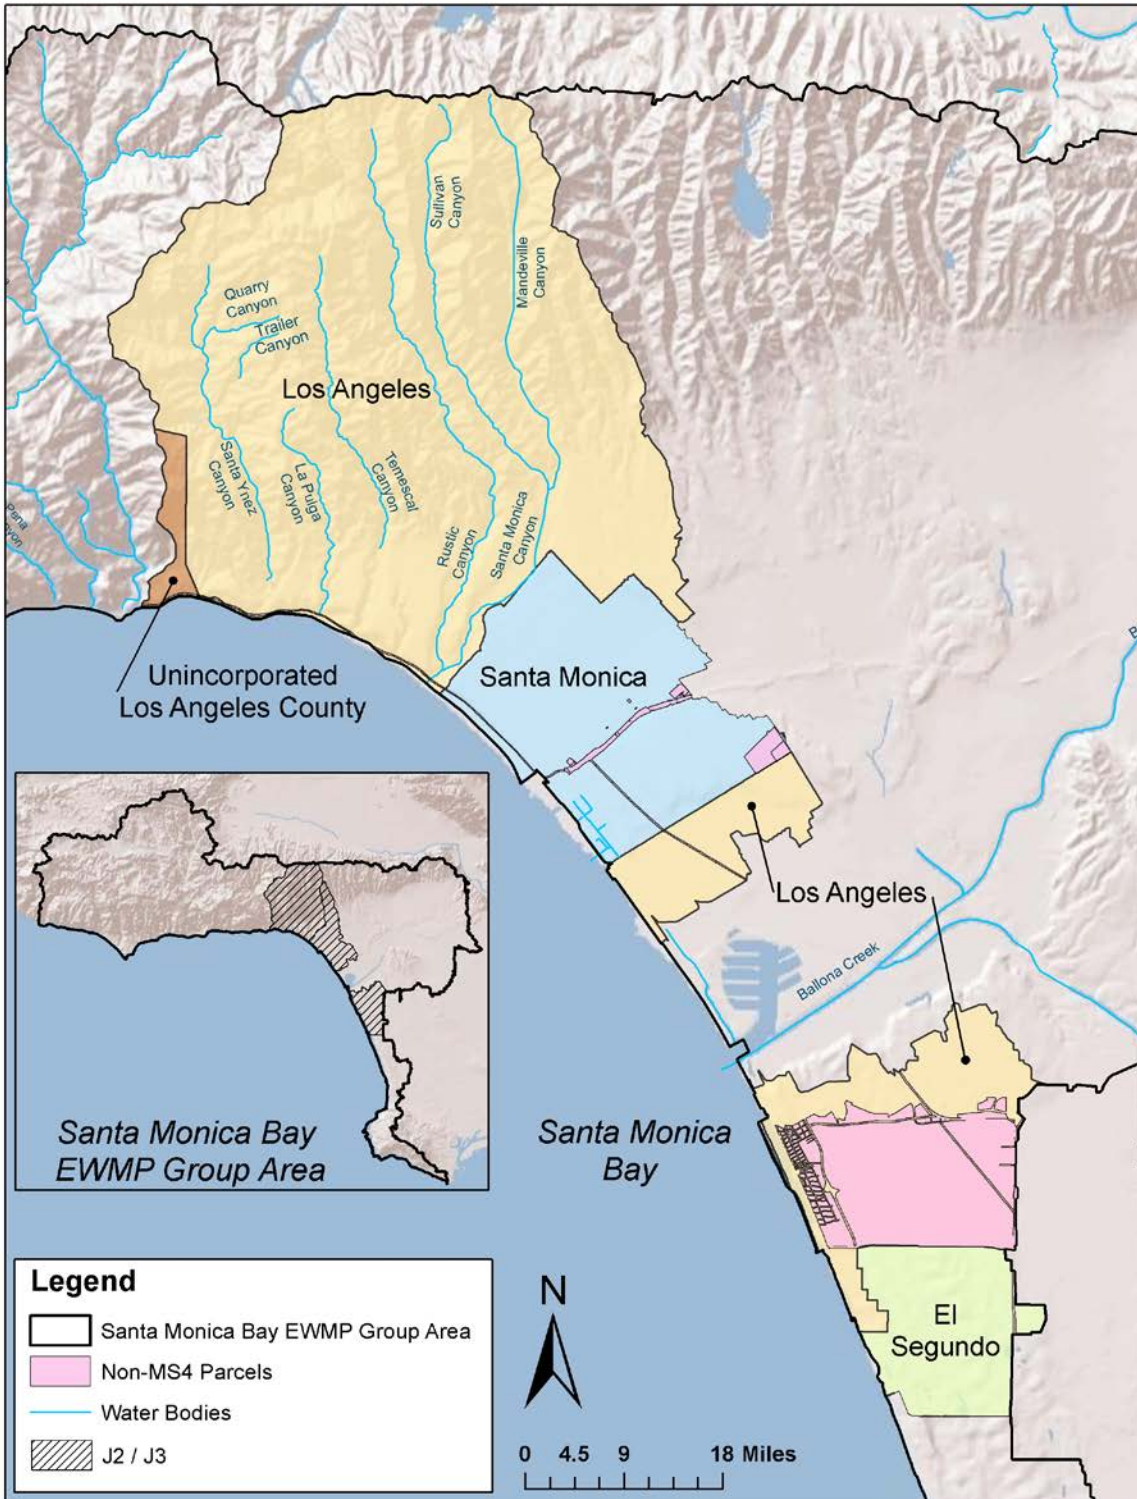 Sullivan
Canyon
Mandeville
Canyon
Quarry
Canyon
Trailer
Canyon
Los Angeles
Santa Ynez
Canyon
La Pulga
Canyon
Temescal
Canyon
Rustic
Canyon
Santa Monica
Canyon
Pena
Unincorporated
Los Angeles County
Santa Monica
Los Angeles
Ballona Creek
Santa Monica Bay
EWMP Group Area
Santa Monica
Bay
El
Segundo
Legend
Santa Monica Bay EWMP Group Area
Non-MS4 Parcels
Water Bodies
J2 / J3
N
0 4.5 9 18 Miles